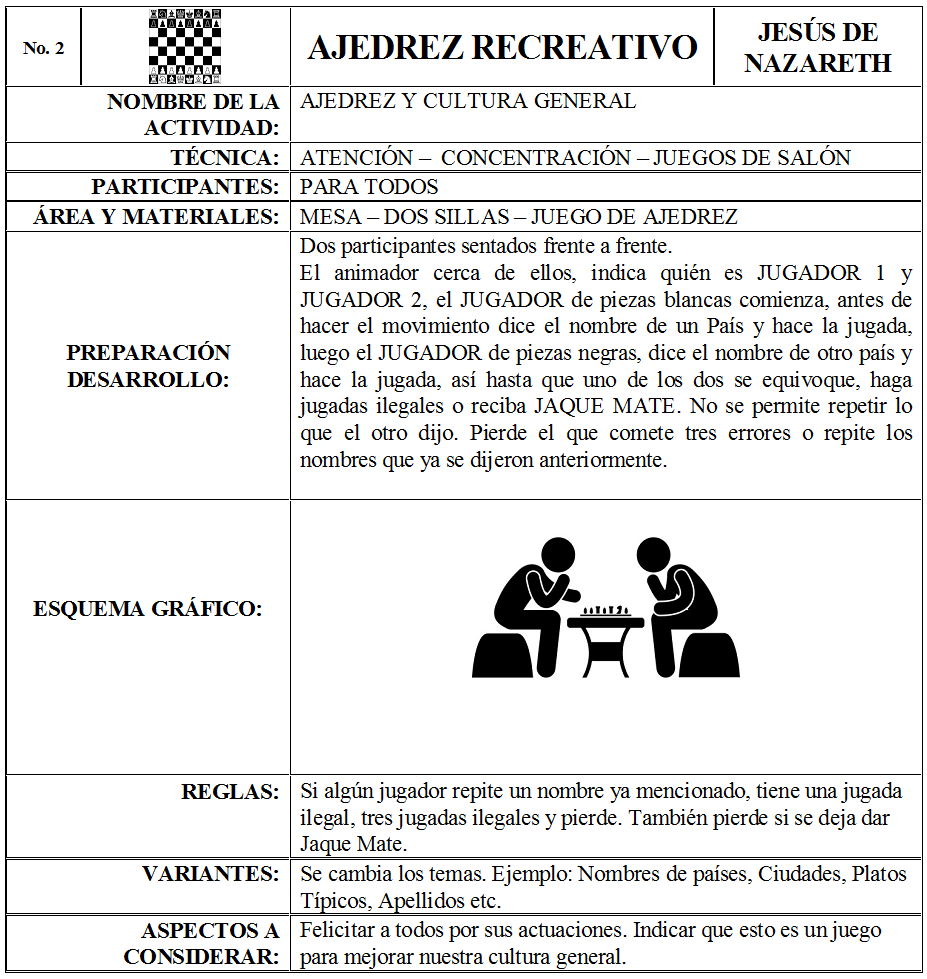 No. 2
AJEDREZ RECREATIVO
JESÚS DE
NAZARETH
NOMBRE DE LA
ACTIVIDAD:
AJEDREZ Y CULTURA GENERAL
TÉCNICA:
ATENCIÓN – CONCENTRACIÓN – JUEGOS DE SALÓN
PARTICIPANTES:
PARA TODOS
ÁREA Y MATERIALES:
MESA – DOS SILLAS – JUEGO DE AJEDREZ
PREPARACIÓN
DESARROLLO:
Dos participantes sentados frente a frente.
El animador cerca de ellos, indica quién es JUGADOR 1 y
JUGADOR 2, el JUGADOR de piezas blancas comienza, antes de
hacer el movimiento dice el nombre de un País y hace la jugada,
luego el JUGADOR de piezas negras, dice el nombre de otro país y
hace la jugada, así hasta que uno de los dos se equivoque, haga
jugadas ilegales o reciba JAQUE MATE. No se permite repetir lo
que el otro dijo. Pierde el que comete tres errores o repite los
nombres que ya se dijeron anteriormente.
ESQUEMA GRÁFICO:
REGLAS:
Si algún jugador repite un nombre ya mencionado, tiene una jugada
ilegal, tres jugadas ilegales y pierde. También pierde si se deja dar
Jaque Mate.
VARIANTES:
Se cambia los temas. Ejemplo: Nombres de países, Ciudades, Platos
Típicos, Apellidos etc.
ASPECTOS A
CONSIDERAR:
Felicitar a todos por sus actuaciones. Indicar que esto es un juego
para mejorar nuestra cultura general.